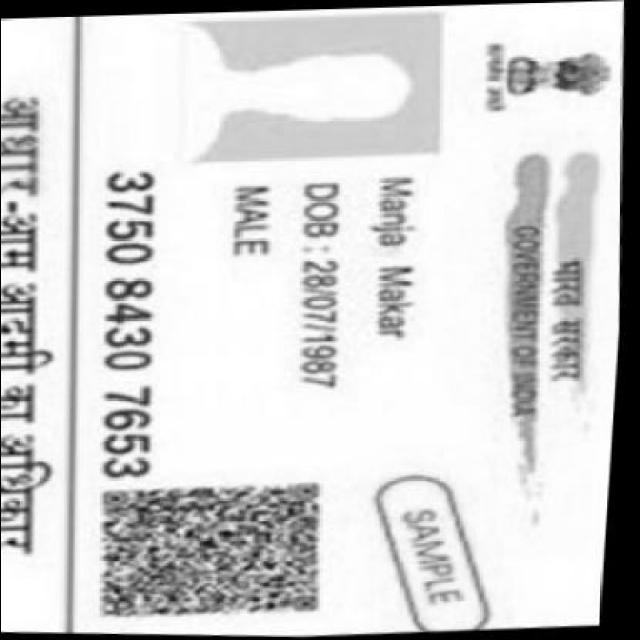 भारत सरकार
GOVERNMENT OF INDIA
Manja Makar
DOB : 28/07/1987
MALE
3750 8430 7653
SAMPLE
आधार-आम आदमी का अधिकार